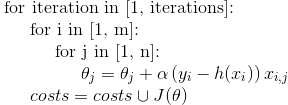 for iteration in [1, iterations]:
for i in [1, m]:
for j in [1, n]:
θ_j = θ_j + α (y_i − h(x_i)) x_{i,j}
costs = costs ∪ J(θ)